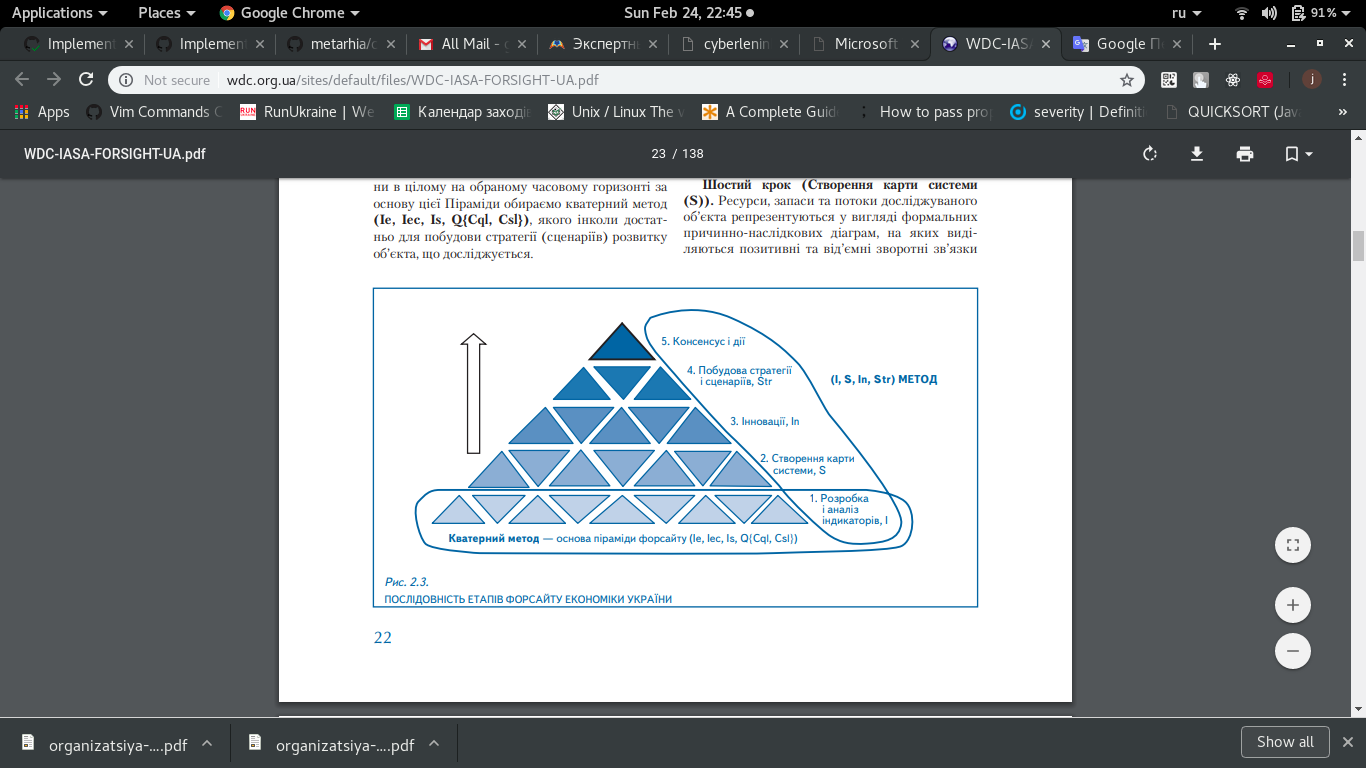 Applications Places Google Chrome Sun Feb 24, 22:45 ru 91%
Implement Implement metarhia/c All Mail - g Экспертн cyberlenin Microsoft WDC-IAS Google П
Not secure wdc.org.ua/sites/default/files/WDC-IASA-FORSIGHT-UA.pdf j
Apps Vim Commands C RUN RunUkraine | We Календар заході Unix / Linux The v A Complete Guid How to pass pro severity | Definiti QUICKSORT (Java »
WDC-IASA-FORSIGHT-UA.pdf 23 / 138
ни в цілому на обраному часовому горизонті за
основу цієї Піраміди обираємо кватерний метод
(Ie, Iec, Is, Q{Cql, Csl}), якого інколи достат-
ньо для побудови стратегії (сценаріїв) розвитку
об’єкта, що досліджується.
Шостий крок (Створення карти системи
(S)). Ресурси, запаси та потоки досліджуваного
об’єкта репрезентуються у вигляді формальних
причинно-наслідкових діаграм, на яких виді-
ляються позитивні та від’ємні зворотні зв’язки
5. Консенсус і дії
4. Побудова стратегії
і сценаріїв, Str
(I, S, In, Str) МЕТОД
3. Інновації, In
2. Створення карти
системи, S
1. Розробка
і аналіз
індикаторів, I
Кватерний метод — основа піраміди форсайту (Ie, Iec, Is, Q{Cql, Csl})
Рис. 2.3.
ПОСЛІДОВНІСТЬ ЕТАПІВ ФОРСАЙТУ ЕКОНОМІКИ УКРАЇНИ
22
organizatsiya-....pdf organizatsiya-....pdf Show all